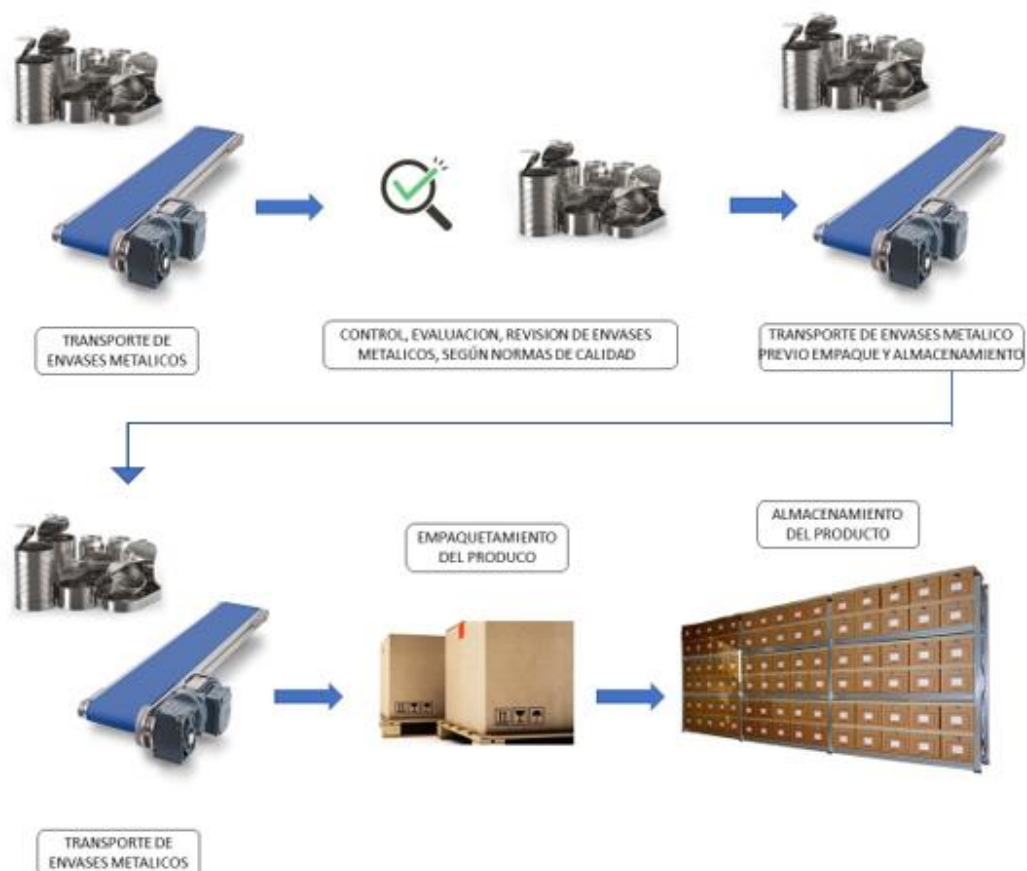 TRANSPORTE DE
ENVASES METALICOS
CONTROL, EVALUACION, REVISION DE ENVASES
METALICOS, SEGÚN NORMAS DE CALIDAD
TRANSPORTE DE ENVASES METALICO
PREVIO EMPAQUE Y ALMACENAMIENTO
EMPAQUETAMIENTO
DEL PRODUCO
ALMACENAMIENTO
DEL PRODUCTO
TRANSPORTE DE
ENVASES METALICOS